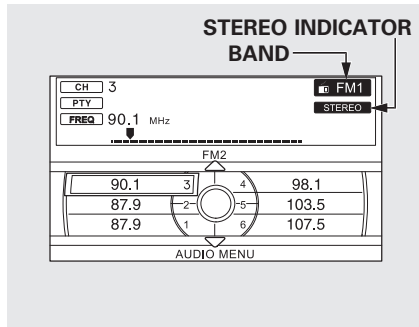 STEREO INDICATOR
BAND
CH 3
FM1
PTY
STEREO
FREQ 90.1 MHz
FM2
90.1 3 4 98.1
87.9 2 5 103.5
87.9 1 6 107.5
AUDIO MENU